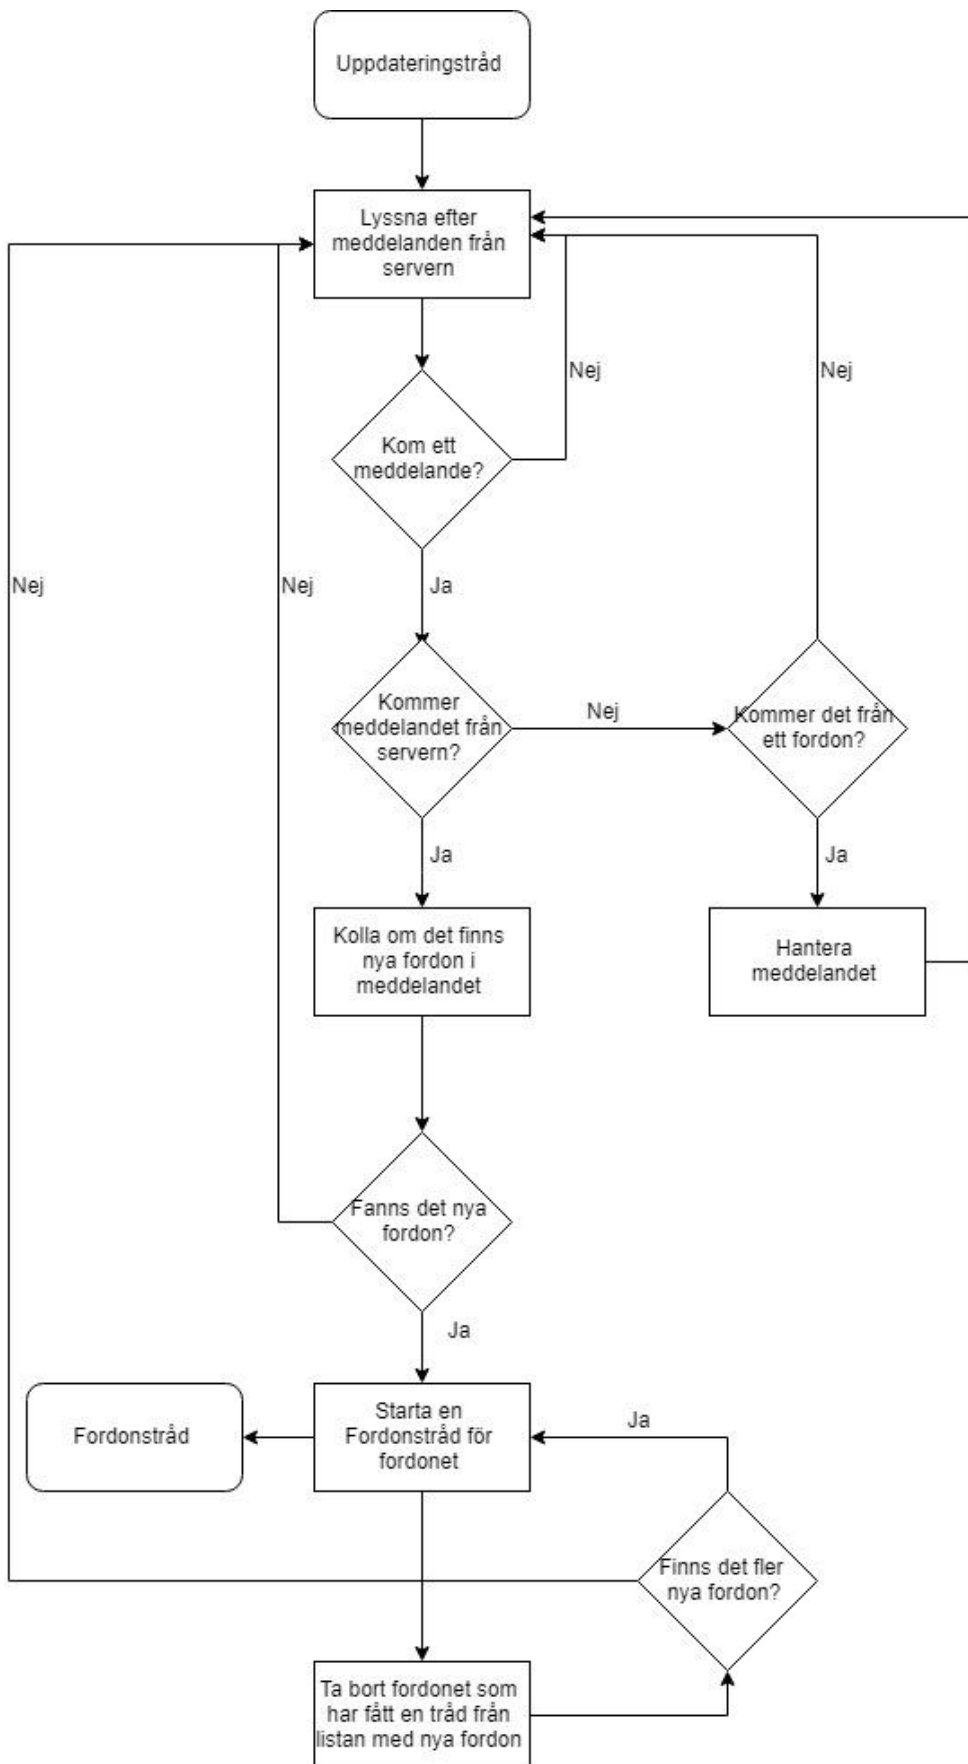 Uppdateringstråd
Lyssna efter
meddelanden från
servern
Nej
Nej
Kom ett
meddelande?
Nej
Nej
Ja
Kommer
meddelandet från
servern?
Nej
Kommer det från
ett fordon?
Ja
Ja
Kolla om det finns
nya fordon i
meddelandet
Hantera
meddelandet
Fanns det nya
fordon?
Ja
Fordonstråd
Starta en
Fordonstråd för
fordonet
Ja
Finns det fler
nya fordon?
Ta bort fordonet som
har fått en tråd från
listan med nya fordon